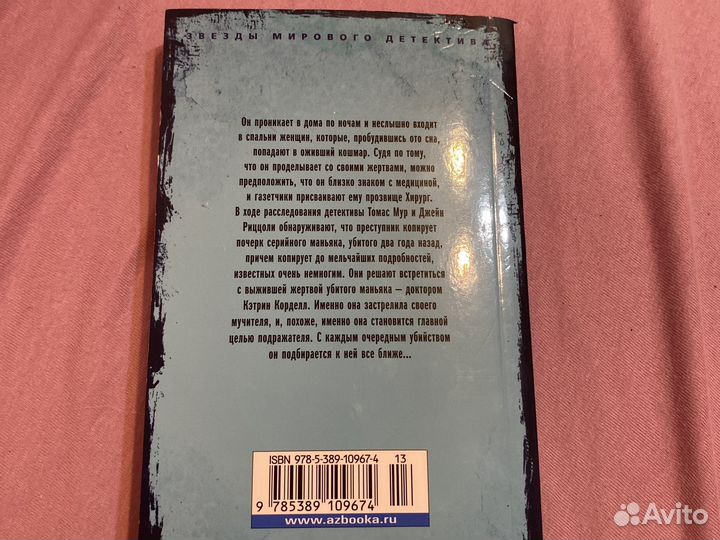 ЗВЕЗДЫ МИРОВОГО ДЕТЕКТИВА
Он проникает в дома по ночам и неслышно входит
в спальни женщин, которые, пробудившись ото сна,
попадают в оживший кошмар. Судя по тому,
что он проделывает со своими жертвами, можно
предположить, что он близко знаком с медициной,
и газетчики присваивают ему прозвище Хирург.
В ходе расследования детективы Томас Мур и Джейн
Риццоли обнаруживают, что преступник копирует
почерк серийного маньяка, убитого два года назад,
причем копирует до мельчайших подробностей,
известных очень немногим. Они решают встретиться
с выжившей жертвой убитого маньяка — доктором
Кэтрин Корделл. Именно она застрелила своего
мучителя, и, похоже, именно она становится главной
целью подражателя. С каждым очередным убийством
он подбирается к ней все ближе...
ISBN 978-5-389-10967-4 13
9 785389 109674
www.azbooka.ru
Avito